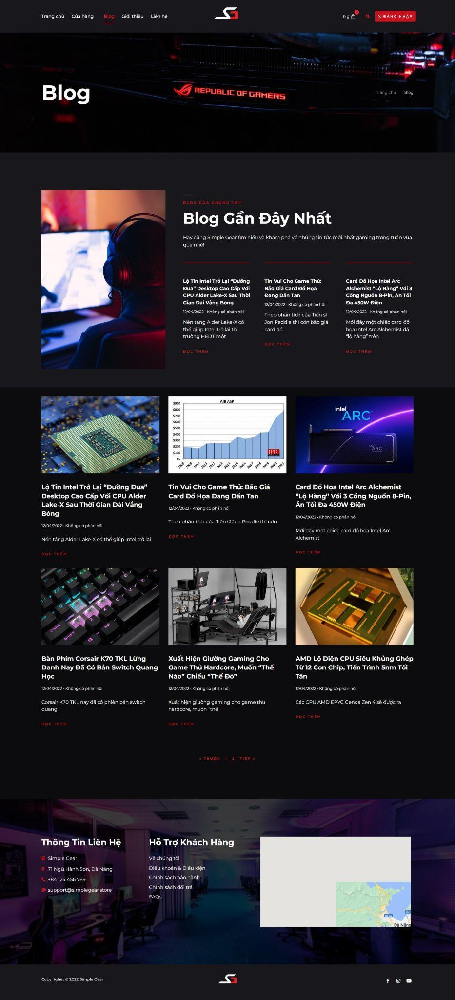 Trang chủ Cửa hàng Blog Giới thiệu Liên hệ
SG
0 ₫ 0
ĐĂNG NHẬP
Blog
REPUBLIC OF GAMERS
Trang chủ Blog
BLOG CỦA CHÚNG TÔI!
Blog Gần Đây Nhất
Hãy cùng Simple Gear tìm hiểu và khám phá về những tin tức mới nhất gaming trong tuần vừa
qua nhé!
Lộ Tin Intel Trở Lại “Đường
Đua” Desktop Cao Cấp Với
CPU Alder Lake-X Sau Thời
Gian Dài Vắng Bóng
12/04/2022 • Không có phản hồi
Nền tảng Alder Lake-X có
thể giúp Intel trở lại thị
trường HEDT một
ĐỌC THÊM
Tin Vui Cho Game Thủ:
Bão Giá Card Đồ Họa
Đang Dần Tan
12/04/2022 • Không có phản hồi
Theo phân tích của Tiến sĩ
Jon Peddie thì cơn bão giá
card đồ
ĐỌC THÊM
Card Đồ Họa Intel Arc
Alchemist “Lộ Hàng” Với 3
Cổng Nguồn 8-Pin, Ăn Tối
Đa 450W Điện
12/04/2022 • Không có phản hồi
Mới đây một chiếc card đồ
họa Intel Arc Alchemist đã
“lộ hàng” trên
ĐỌC THÊM
AIB ASP
$900
$800
$700
$600
$500
$400
$300
$200
$100
$0
2008 2009 2010 2011 2012 2013 2014 2015 2016 2017 2018 2019 2020 2021
JPR
intel
ARC
intel
ARC
Lộ Tin Intel Trở Lại “Đường Đua”
Desktop Cao Cấp Với CPU Alder
Lake-X Sau Thời Gian Dài Vắng
Bóng
12/04/2022 • Không có phản hồi
Nền tảng Alder Lake-X có thể giúp Intel trở lại
ĐỌC THÊM
Tin Vui Cho Game Thủ: Bão Giá
Card Đồ Họa Đang Dần Tan
12/04/2022 • Không có phản hồi
Theo phân tích của Tiến sĩ Jon Peddie thì cơn
ĐỌC THÊM
Card Đồ Họa Intel Arc Alchemist
“Lộ Hàng” Với 3 Cổng Nguồn 8-Pin,
Ăn Tối Đa 450W Điện
12/04/2022 • Không có phản hồi
Mới đây một chiếc card đồ họa Intel Arc
Alchemist
ĐỌC THÊM
CAPS
SHIFT
ALT
Bàn Phím Corsair K70 TKL Lừng
Danh Nay Đã Có Bản Switch Quang
Học
12/04/2022 • Không có phản hồi
Corsair K70 TKL nay đã có phiên bản switch
quang
ĐỌC THÊM
Xuất Hiện Giường Gaming Cho
Game Thủ Hardcore, Muốn “Thế
Nào” Chiều “Thế Đó”
12/04/2022 • Không có phản hồi
Xuất hiện giường gaming cho game thủ
hardcore, muốn “thế
ĐỌC THÊM
AMD Lộ Diện CPU Siêu Khủng Ghép
Từ 12 Con Chip, Tiến Trình 5nm Tối
Tân
12/04/2022 • Không có phản hồi
Các CPU AMD EPYC Genoa Zen 4 sẽ được ra
ĐỌC THÊM
« TRƯỚC 1 2 TIẾP »
Thông Tin Liên Hệ
Simple Gear
71 Ngũ Hành Sơn, Đà Nẵng
+84 124 456 789
support@simplegear.store
Hỗ Trợ Khách Hàng
Về chúng tôi
Điều khoản & Điều kiện
Chính sách bảo hành
Chính sách đổi trả
FAQs
QL1A
QL1
Đà Nẵng
Copy righet © 2022 Simple Gear
SG